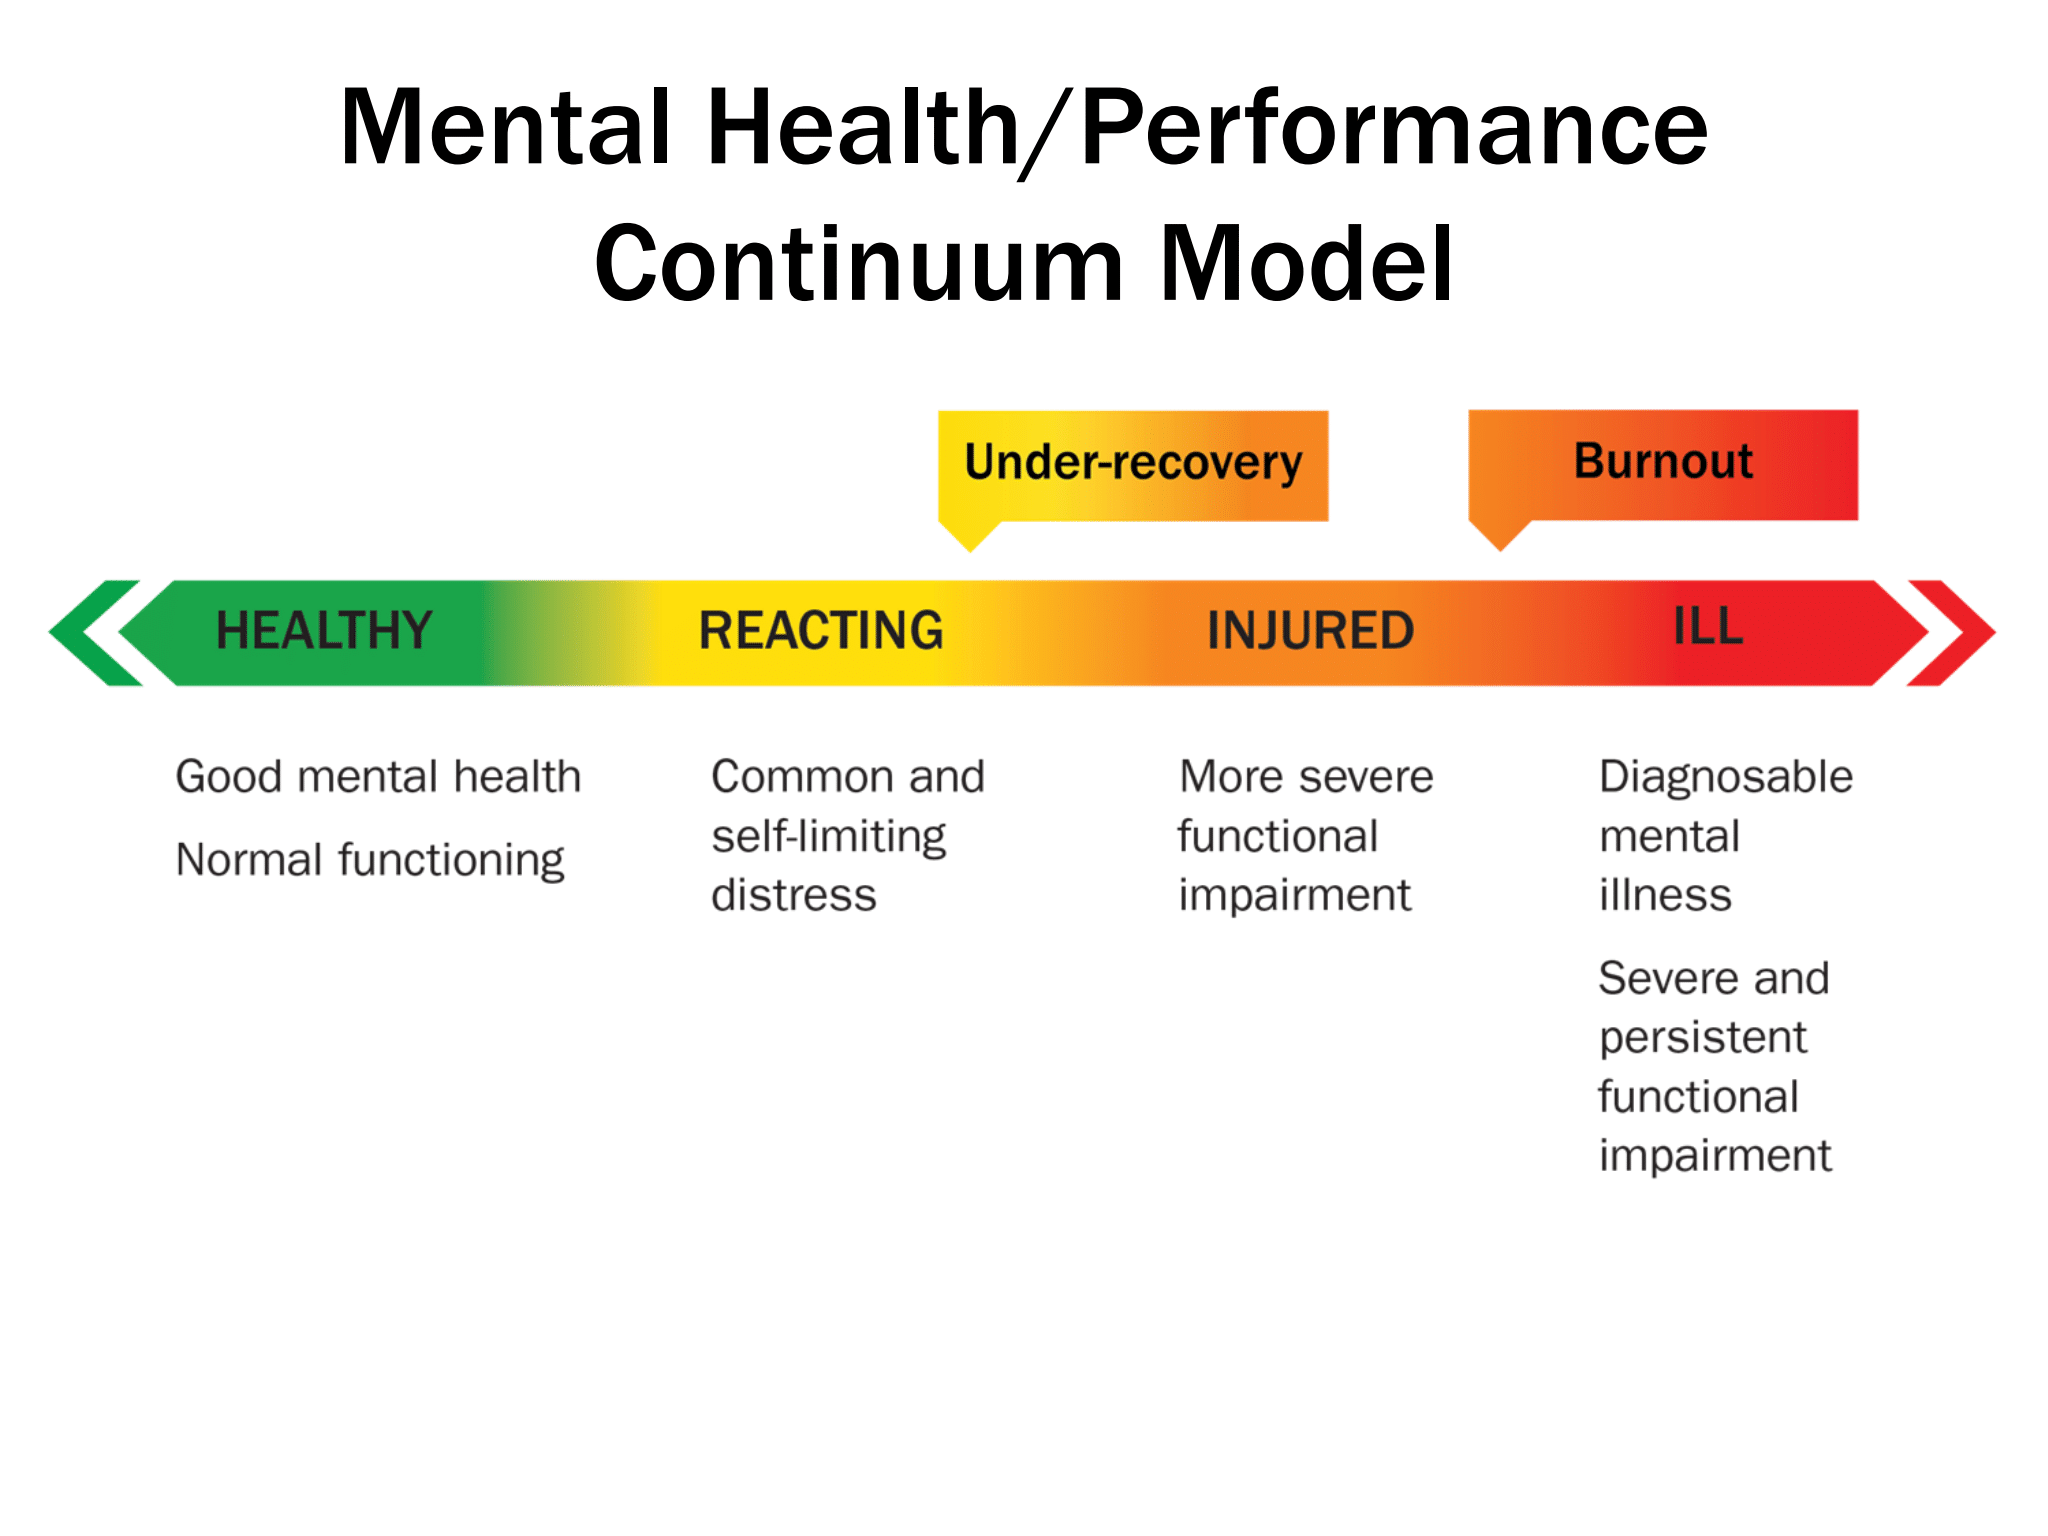 Mental Health/Performance
Continuum Model
Under-recovery
Burnout
HEALTHY
REACTING
INJURED
ILL
Good mental health
Normal functioning
Common and
self-limiting
distress
More severe
functional
impairment
Diagnosable
mental
illness
Severe and
persistent
functional
impairment